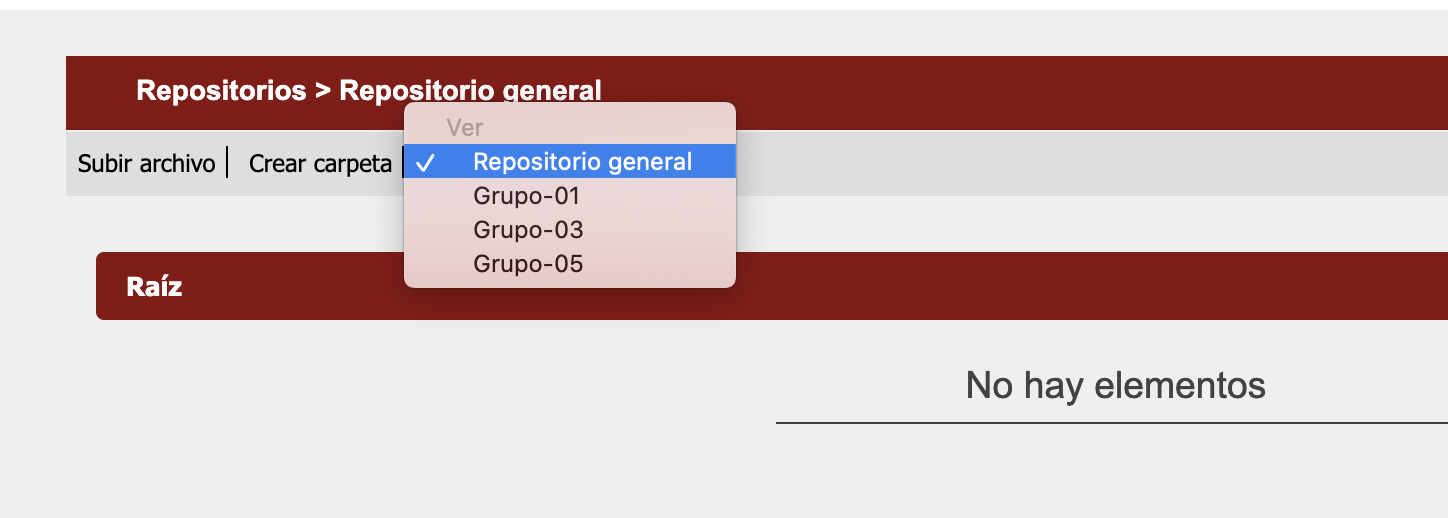 Repositorios > Repositorio general
Ver
Subir archivo
Crear carpeta
✓ Repositorio general
Grupo-01
Grupo-03
Grupo-05
Raíz
No hay elementos